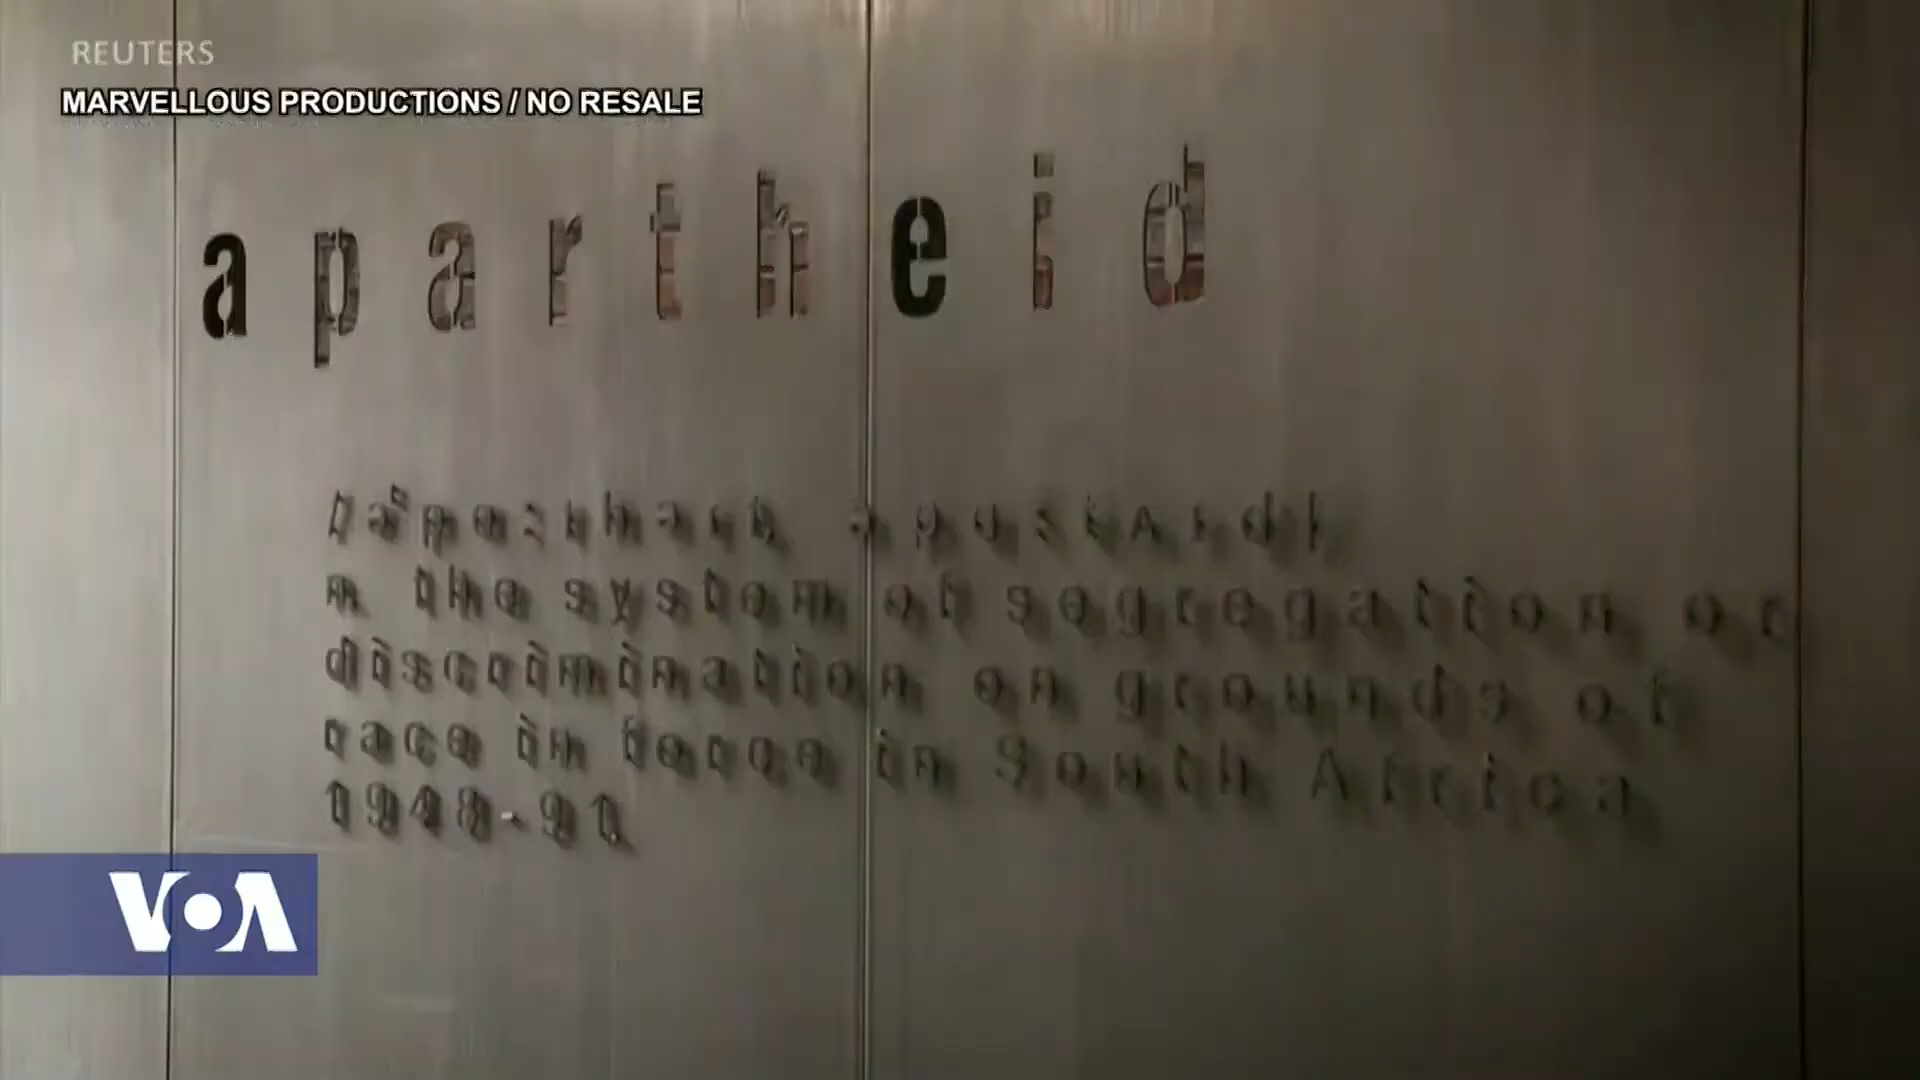 REUTERS
MARVELLOUS PRODUCTIONS / NO RESALE
apartheid
n the system of segregation or
discrimination on grounds of
race in force in South Africa
1948-91
VOA